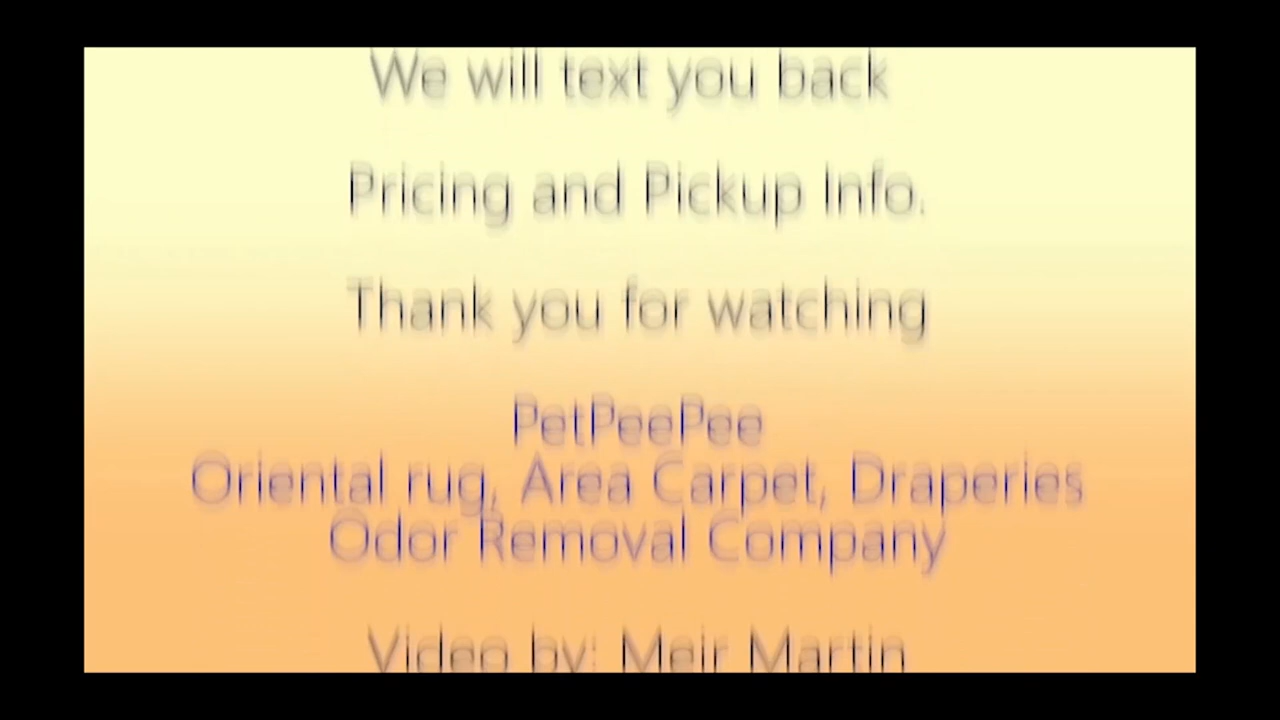 We will text you back
Pricing and Pickup Info.
Thank you for watching
PetPeePee
Oriental rug, Area Carpet, Draperies
Odor Removal Company
Video by: Meir Martin